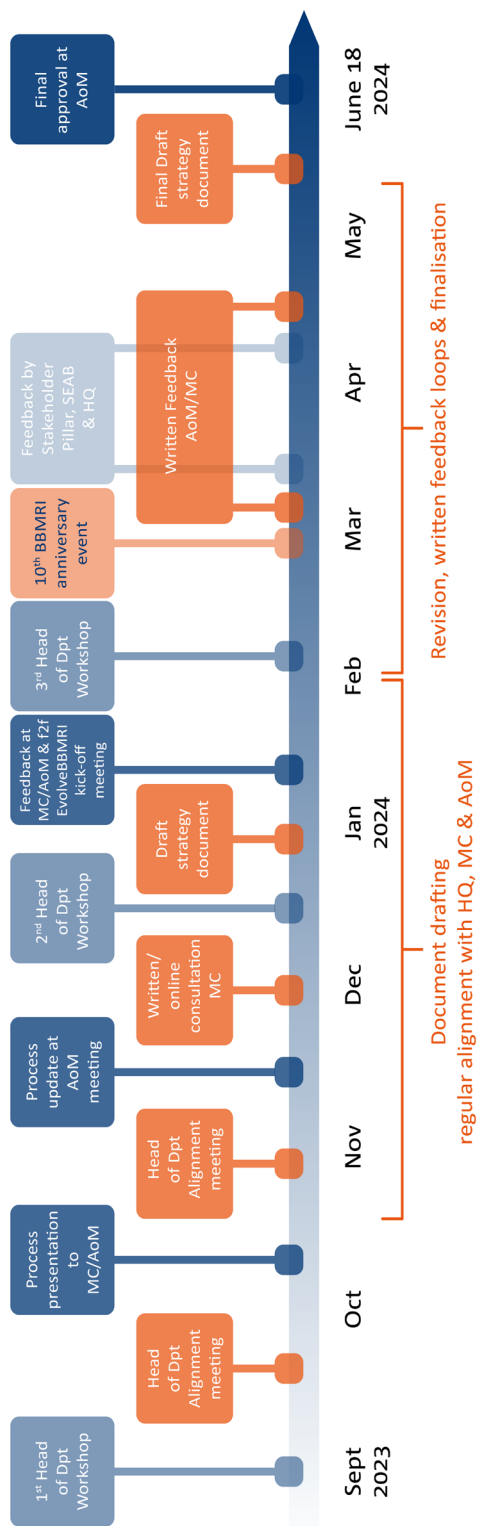 1st Head
of Dpt
Workshop
Process
presentation
to
MC/AoM
Process
update at
AoM
meeting
2nd Head
of Dpt
Workshop
Feedback at
MC/AoM & f2f
EvolveBBMRI
kick-off
meeting
3rd Head
of Dpt
Workshop
10th BBMRI
anniversary
event
Feedback by
Stakeholder
Pillar, SEAB
& HQ
Final
approval at
AoM
Head
of Dpt
Alignment
meeting
Head
of Dpt
Alignment
meeting
Written/
online
consultation
MC
Draft
strategy
document
Written Feedback
AoM/MC
Final Draft
strategy
document
Sept
2023
Oct
Nov
Dec
Jan
2024
Feb
Mar
Apr
May
June 18
2024
Document drafting
regular alignment with HQ, MC & AoM
Revision, written feedback loops & finalisation